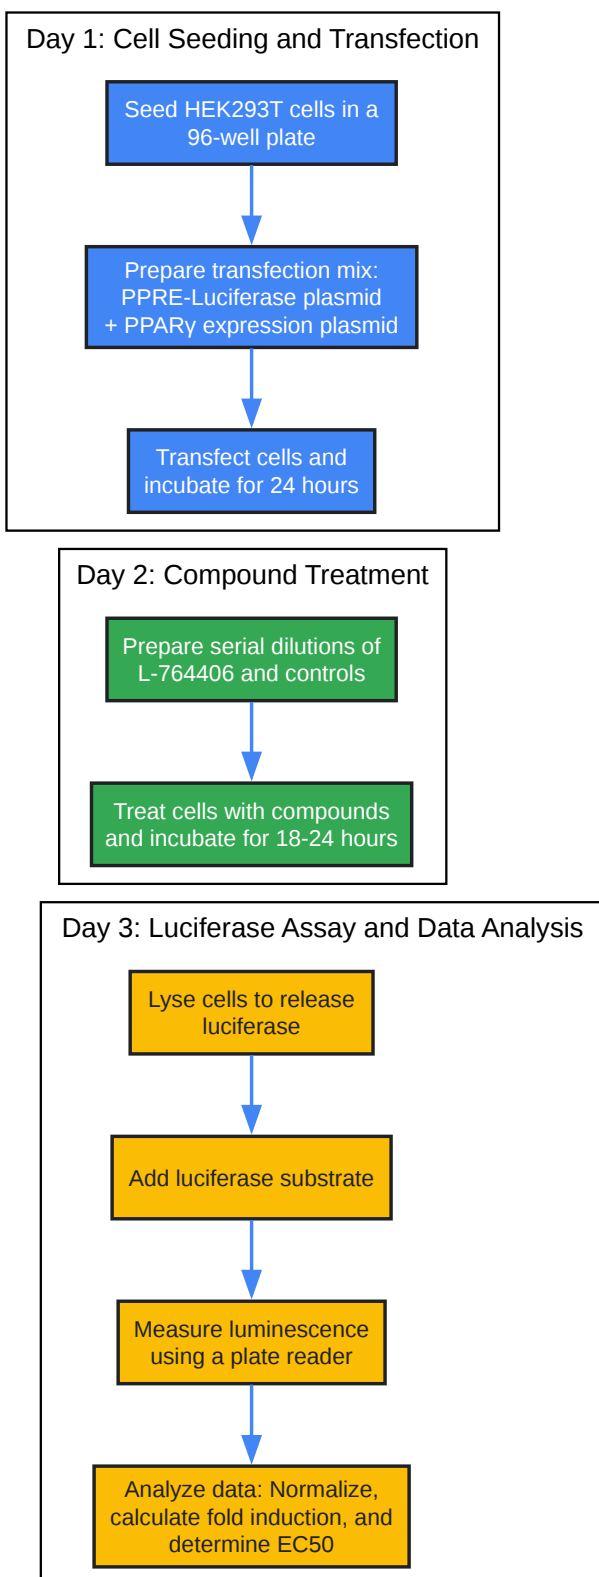 Day 1: Cell Seeding and Transfection
Seed HEK293T cells in a
96-well plate
Prepare transfection mix:
PPRE-Luciferase plasmid
+ PPARγ expression plasmid
Transfect cells and
incubate for 24 hours
Day 2: Compound Treatment
Prepare serial dilutions of
L-764406 and controls
Treat cells with compounds
and incubate for 18-24 hours
Day 3: Luciferase Assay and Data Analysis
Lyse cells to release
luciferase
Add luciferase substrate
Measure luminescence
using a plate reader
Analyze data: Normalize,
calculate fold induction, and
determine EC50